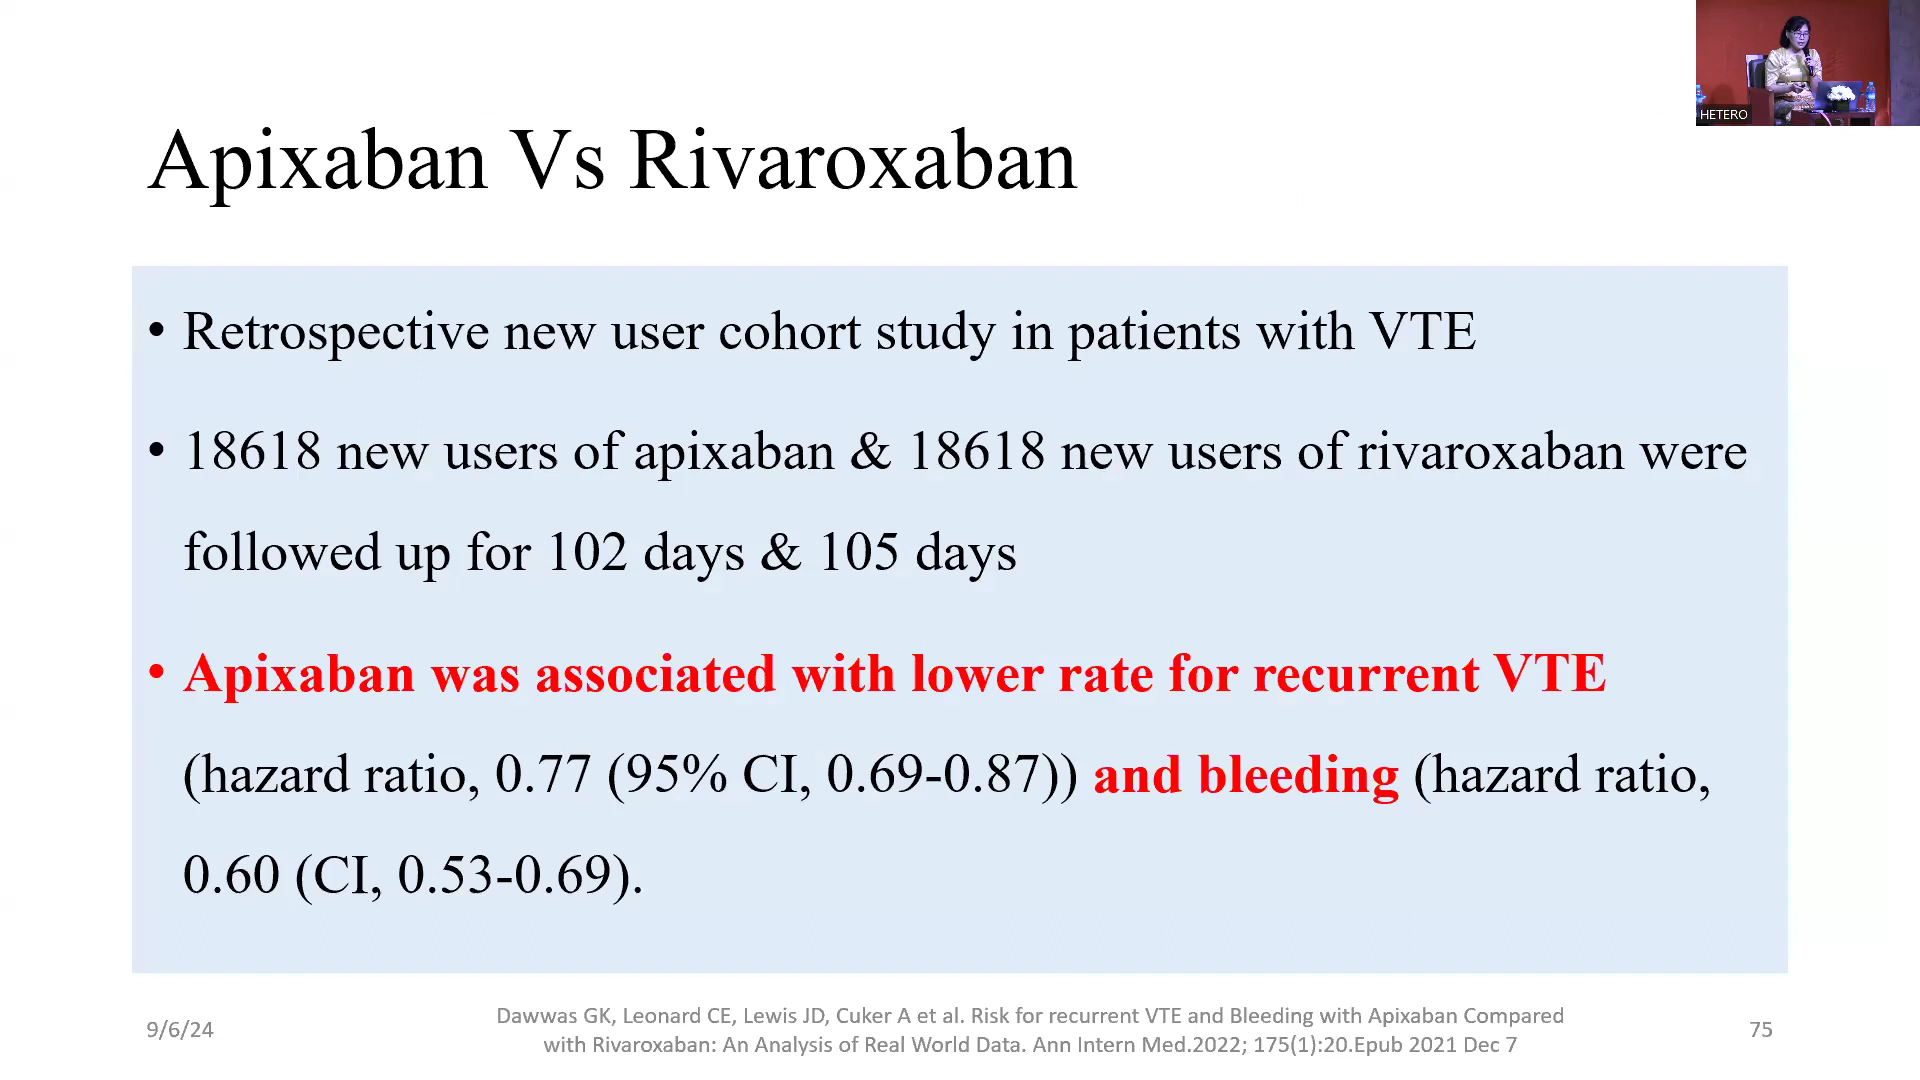 HETERO
Apixaban Vs Rivaroxaban
• Retrospective new user cohort study in patients with VTE
• 18618 new users of apixaban & 18618 new users of rivaroxaban were
followed up for 102 days & 105 days
• Apixaban was associated with lower rate for recurrent VTE
(hazard ratio, 0.77 (95% CI, 0.69-0.87)) and bleeding (hazard ratio,
0.60 (CI, 0.53-0.69).
9/6/24
Dawwas GK, Leonard CE, Lewis JD, Cuker A et al. Risk for recurrent VTE and Bleeding with Apixaban Compared
with Rivaroxaban: An Analysis of Real World Data. Ann Intern Med.2022; 175(1):20.Epub 2021 Dec 7
75